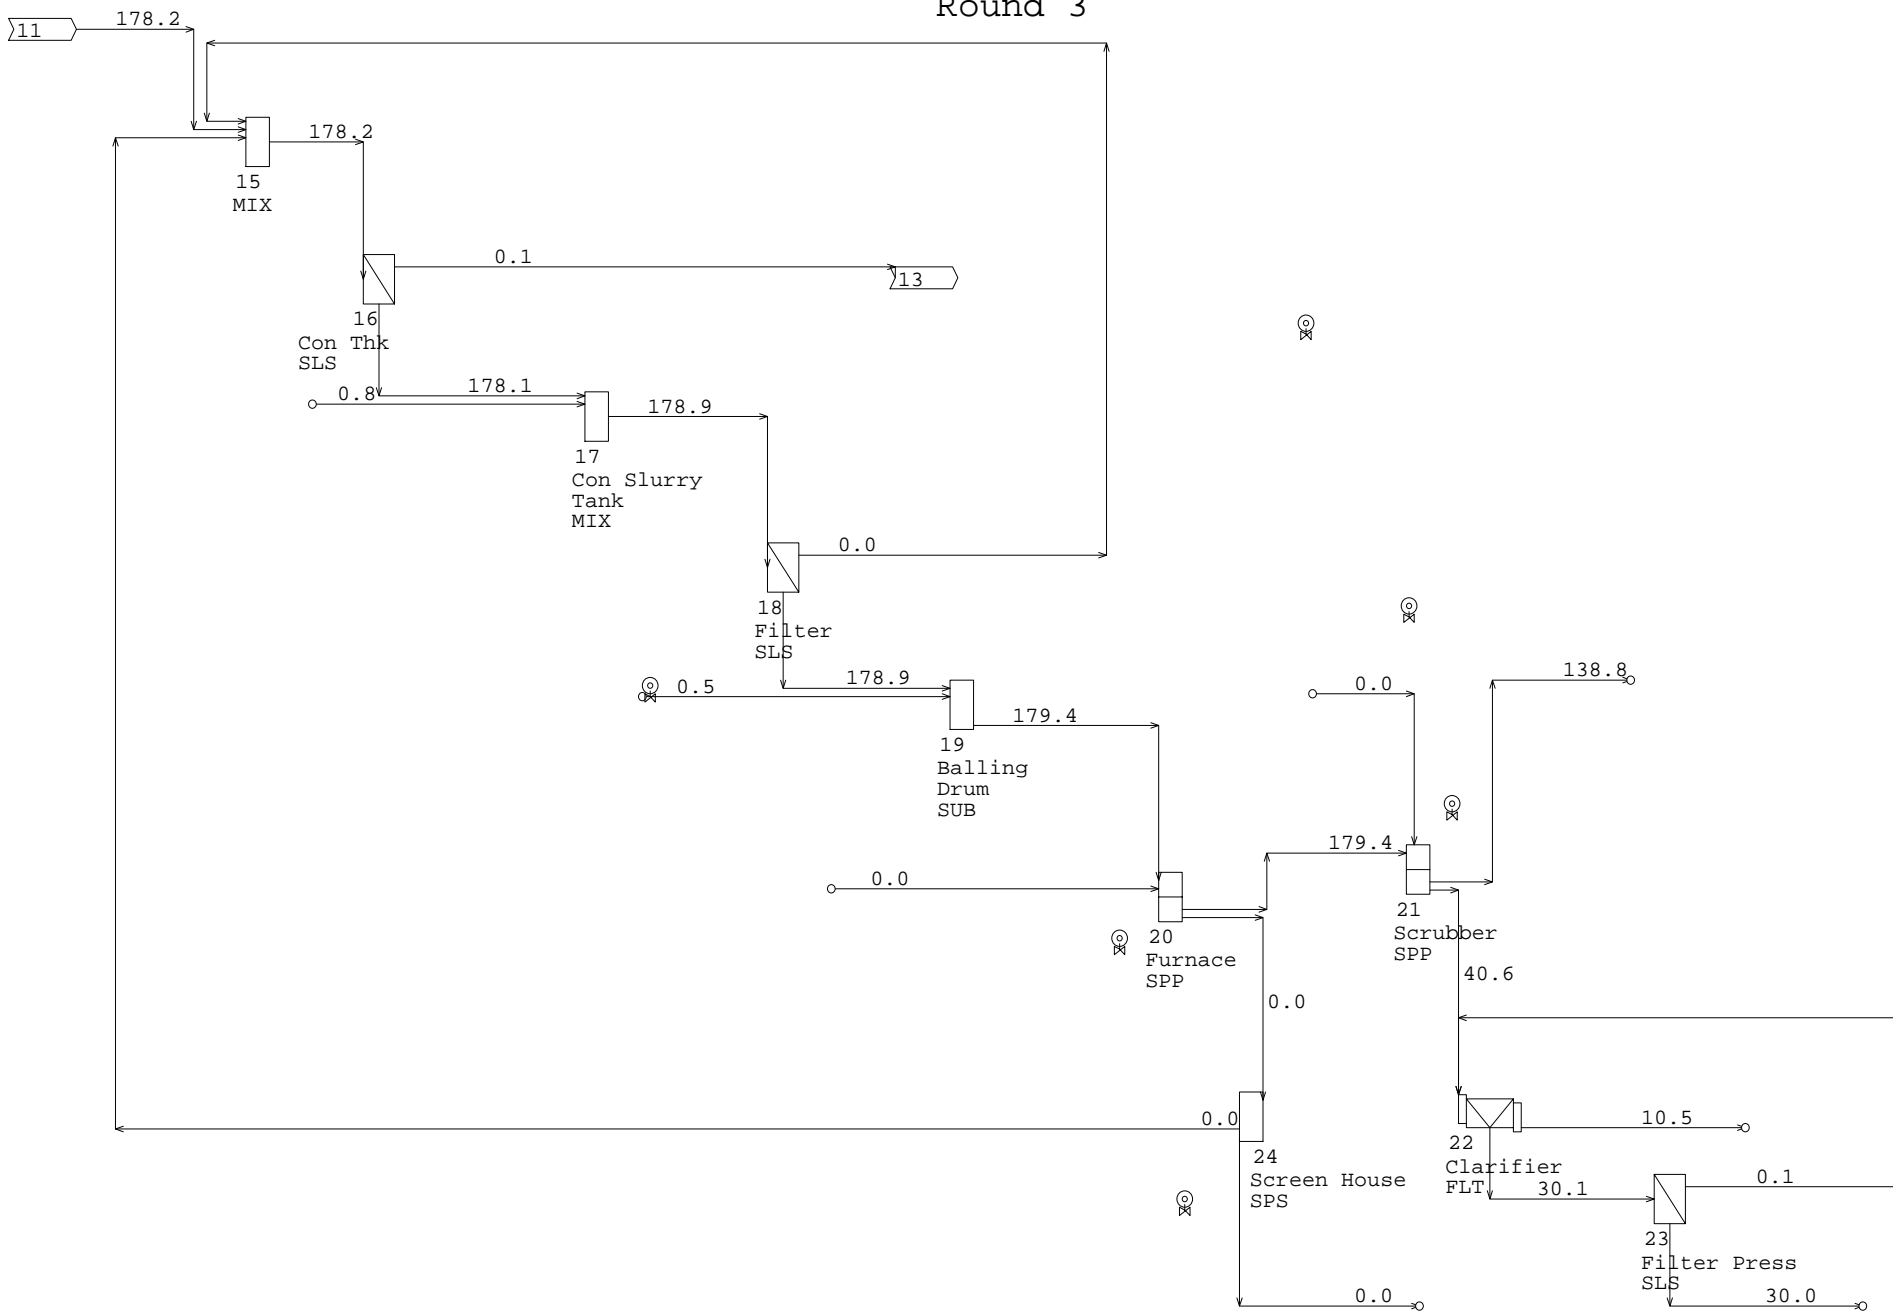 Round 3
11
178.2
178.2
15
MIX
0.1
13
16
Con Thk
SLS
0.8
178.1
178.9
17
Con Slurry
Tank
MIX
0.0
18
Filter
SLS
0.5
178.9
179.4
0.0
138.8
19
Balling
Drum
SUB
0.0
179.4
20
Furnace
SPP
21
Scrubber
SPP
40.6
0.0
0.0
24
Screen House
SPS
10.5
22
Clarifier
FLT
30.1
0.1
23
Filter Press
SLS
0.0
30.0